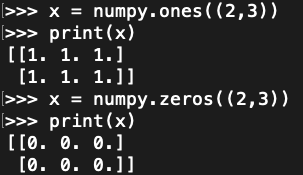 >>> x = numpy.ones((2,3))
>>> print(x)
[[1. 1. 1.]
 [1. 1. 1.]]
>>> x = numpy.zeros((2,3))
>>> print(x)
[[0. 0. 0.]
 [0. 0. 0.]]